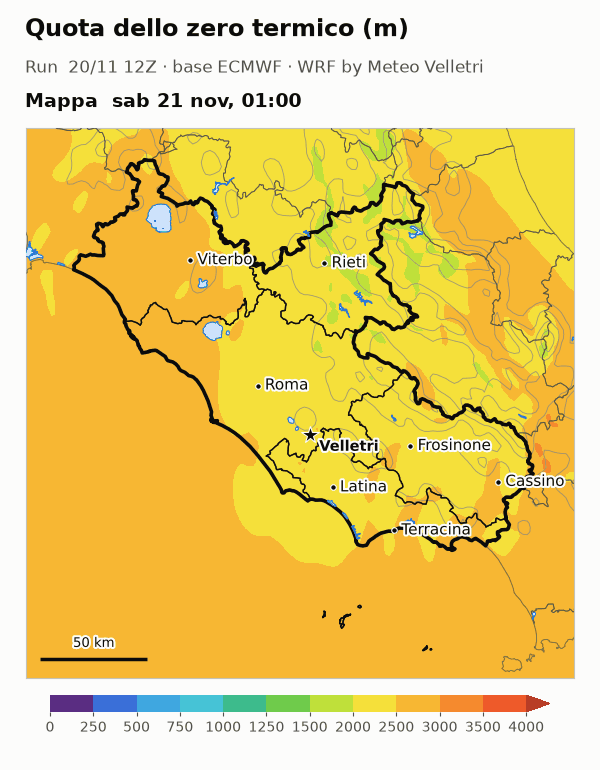 Quota dello zero termico (m)
Run  20/11 12Z · base ECMWF · WRF by Meteo Velletri
Mappa  sab 21 nov, 01:00
Viterbo
Rieti
Roma
Velletri
Frosinone
Cassino
Latina
Terracina
50 km
0 250 500 750 1000 1250 1500 2000 2500 3000 3500 4000